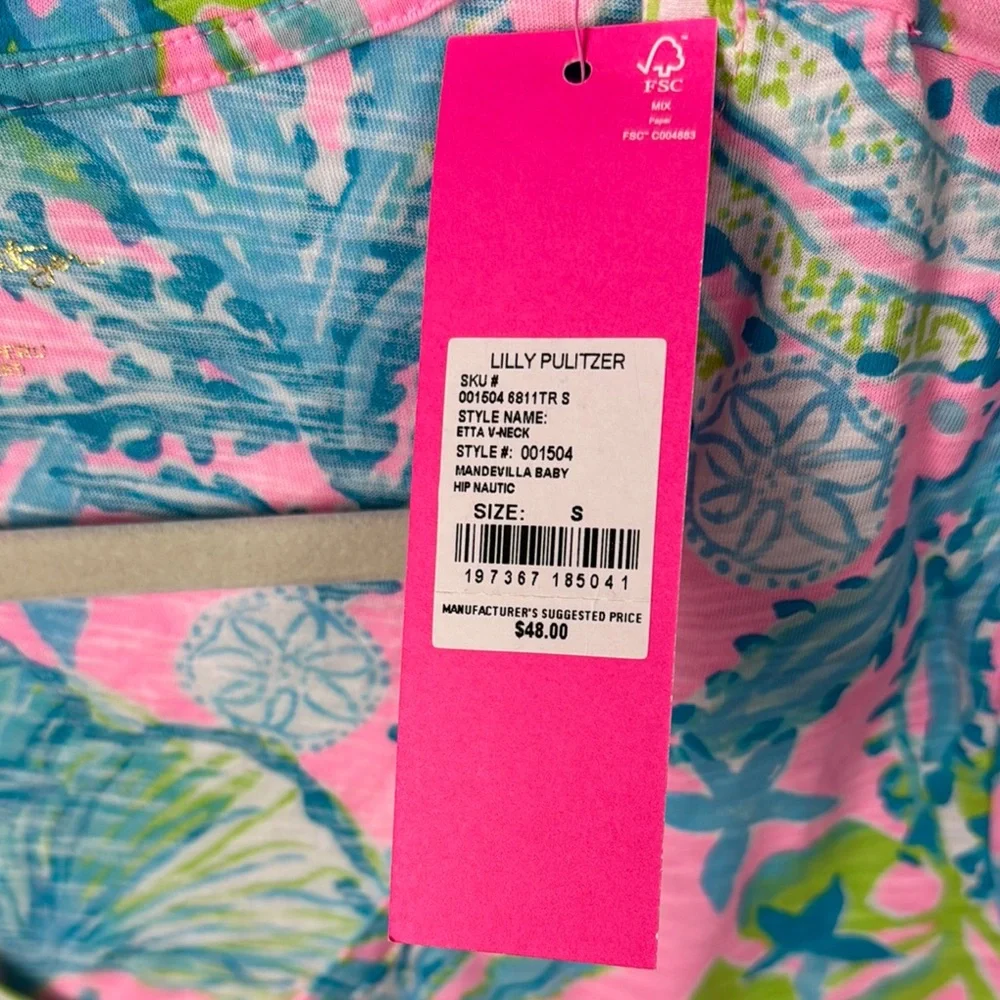 FSC
MIX
Paper
FSC™ C004883
LILLY PULITZER
SKU #
001504 6811TR S
STYLE NAME:
ETTA V-NECK
STYLE #: 001504
MANDEVILLA BABY
HIP NAUTIC
SIZE: S
197367 185041
MANUFACTURER'S SUGGESTED PRICE
$48.00